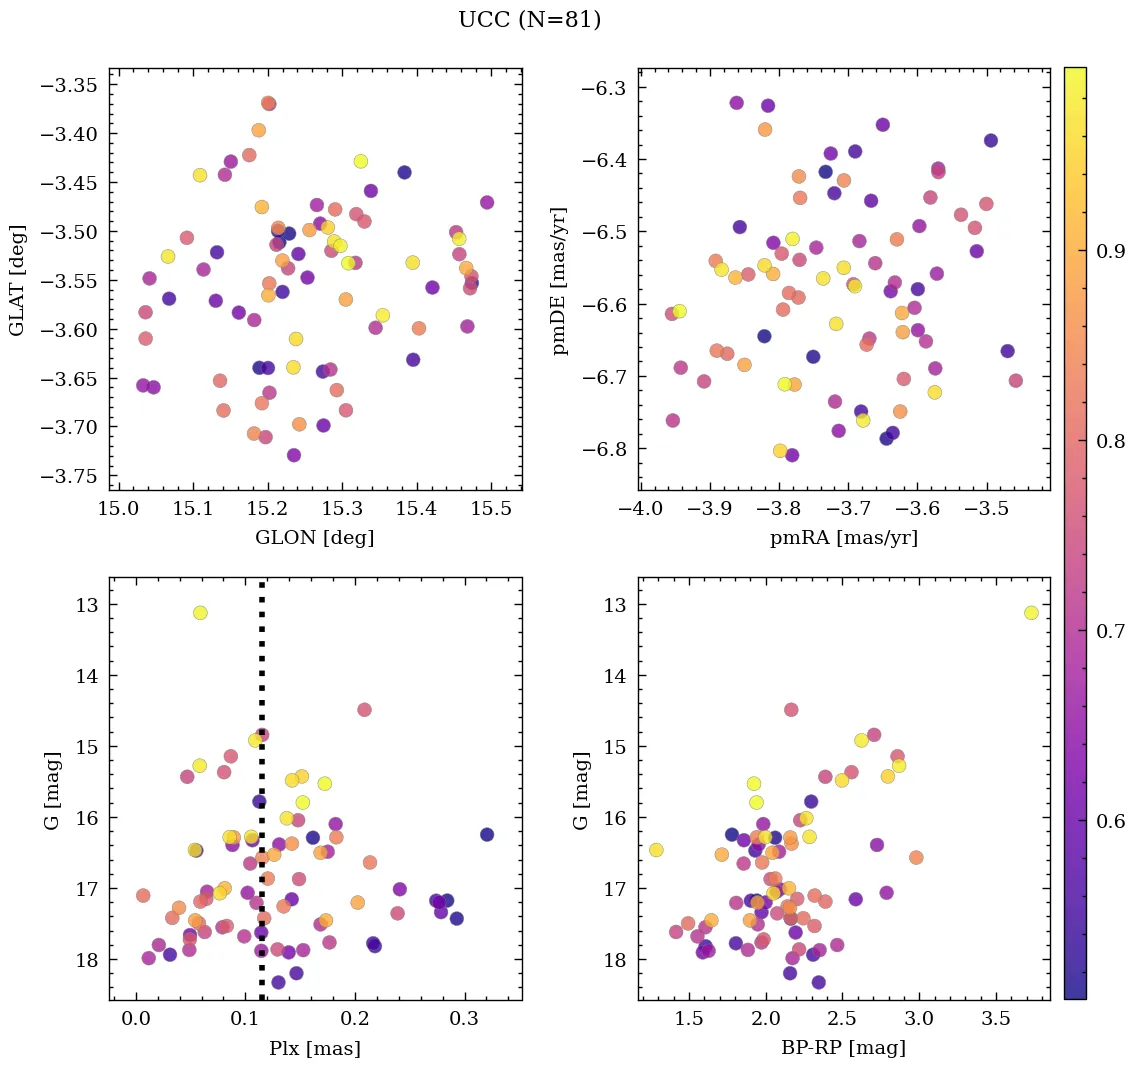 UCC (N=81)
−3.35
−3.40
−3.45
−3.50
−3.55
−3.60
−3.65
−3.70
−3.75
GLAT [deg]
15.0 15.1 15.2 15.3 15.4 15.5
GLON [deg]
−6.3
−6.4
−6.5
−6.6
−6.7
−6.8
pmDE [mas/yr]
−4.0 −3.9 −3.8 −3.7 −3.6 −3.5
pmRA [mas/yr]
13
14
15
16
17
18
G [mag]
0.0 0.1 0.2 0.3
Plx [mas]
13
14
15
16
17
18
G [mag]
1.5 2.0 2.5 3.0 3.5
BP-RP [mag]
0.9
0.8
0.7
0.6